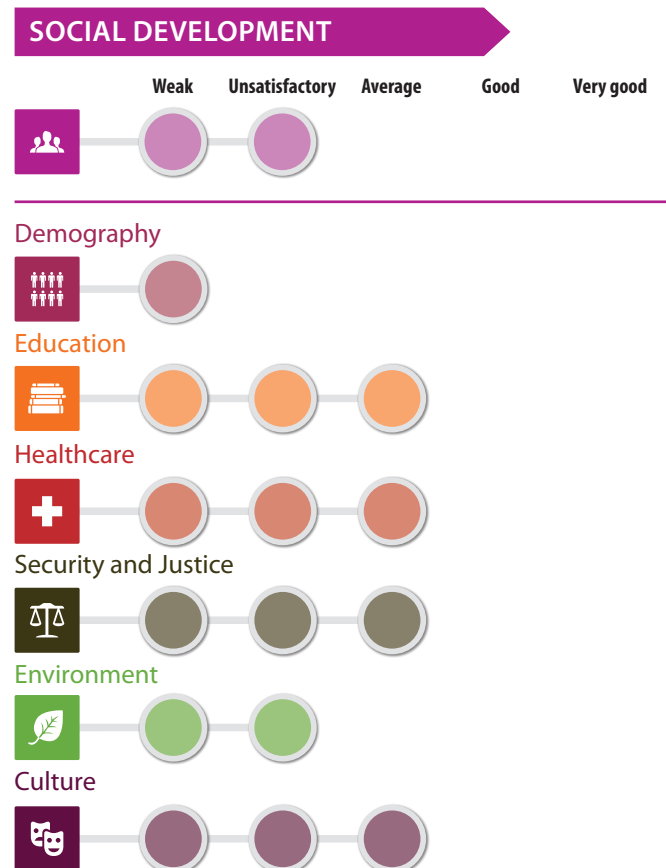 SOCIAL DEVELOPMENT
Weak Unsatisfactory Average Good Very good
Demography
Education
Healthcare
Security and Justice
Environment
Culture